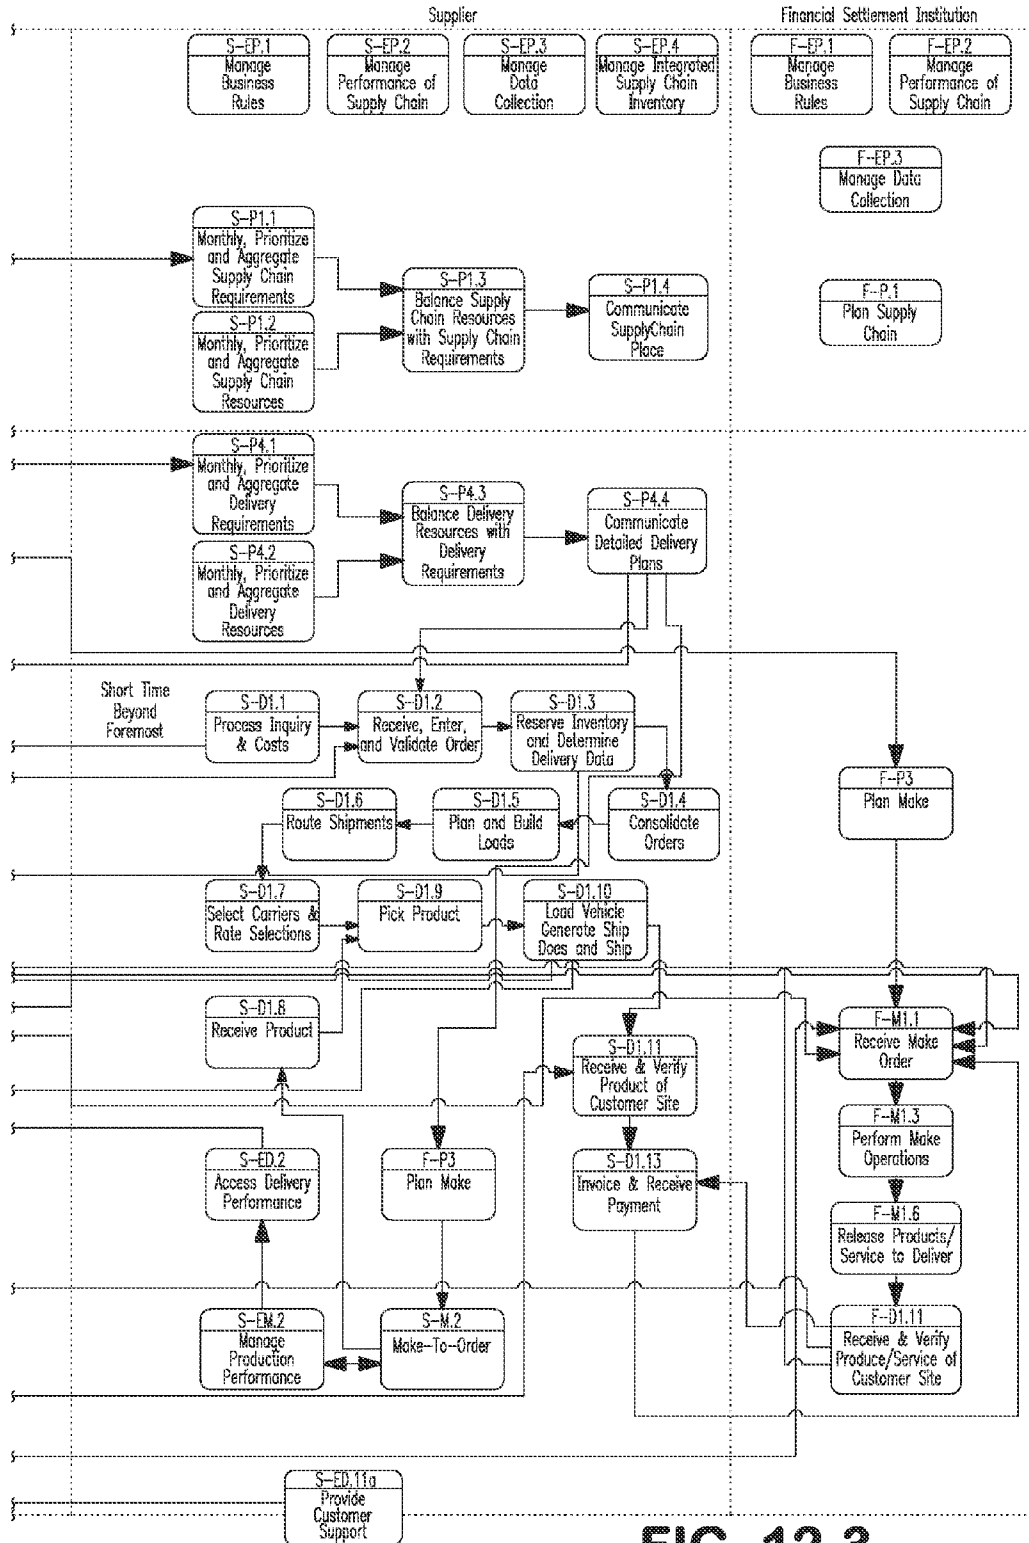 Supplier
Financial Settlement Institution
S-EP.1
Manage
Business
Rules
S-EP.2
Manage
Performance of
Supply Chain
S-EP.3
Manage
Data
Collection
S-EP.4
Manage Integrated
Supply Chain
Inventory
F-EP.1
Manage
Business
Rules
F-EP.2
Manage
Performance of
Supply Chain
F-EP.3
Manage Data
Collection
S-P1.1
Monthly, Prioritize
and Aggregate
Supply Chain
Requirements
S-P1.2
Monthly, Prioritize
and Aggregate
Supply Chain
Resources
S-P1.3
Balance Supply
Chain Resources
with Supply Chain
Requirements
S-P1.4
Communicate
SupplyChain
Place
F-P.1
Plan Supply
Chain
S-P4.1
Monthly, Prioritize
and Aggregate
Delivery
Requirements
S-P4.2
Monthly, Prioritize
and Aggregate
Delivery
Resources
S-P4.3
Balance Delivery
Resources with
Delivery
Requirements
S-P4.4
Communicate
Detailed Delivery
Plans
Short Time
Beyond
Foremost
S-D1.1
Process Inquiry
& Costs
S-D1.2
Receive, Enter,
and Validate Order
S-D1.3
Reserve Inventory
and Determine
Delivery Data
F-P3
Plan Make
S-D1.6
Route Shipments
S-D1.5
Plan and Build
Loads
S-D1.4
Consolidate
Orders
S-D1.7
Select Carriers &
Rate Selections
S-D1.9
Pick Product
S-D1.10
Load Vehicle
Generate Ship
Does and Ship
S-D1.8
Receive Product
S-D1.11
Receive & Verify
Product of
Customer Site
F-M1.1
Receive Make
Order
F-M1.3
Perform Make
Operations
S-ED.2
Access Delivery
Performance
F-P3
Plan Make
S-D1.13
Invoice & Receive
Payment
F-M1.6
Release Products/
Service to Deliver
S-EM.2
Manage
Production
Performance
S-M.2
Make-To-Order
F-D1.11
Receive & Verify
Produce/Service of
Customer Site
S-ED.11a
Provide
Customer
Support
FIG. 12-3